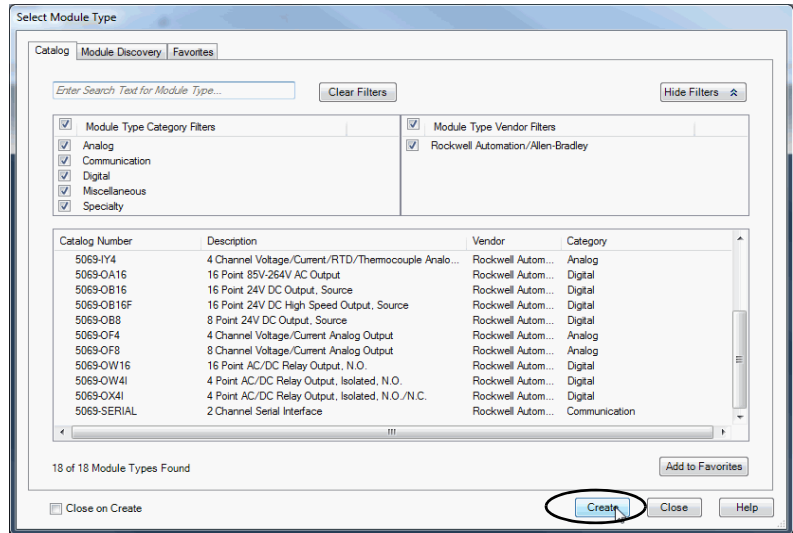 Select Module Type
Catalog Module Discovery Favorites
Enter Search Text for Module Type... Clear Filters Hide Filters
Module Type Category Filters Module Type Vendor Filters
Analog Rockwell Automation/Allen-Bradley
Communication
Digital
Miscellaneous
Specialty
Catalog Number Description Vendor Category
5069-IY4 4 Channel Voltage/Current/RTD/Thermocouple Analo... Rockwell Autom... Analog
5069-OA16 16 Point 85V-264V AC Output Rockwell Autom... Digital
5069-OB16 16 Point 24V DC Output, Source Rockwell Autom... Digital
5069-OB16F 16 Point 24V DC High Speed Output, Source Rockwell Autom... Digital
5069-OB8 8 Point 24V DC Output, Source Rockwell Autom... Digital
5069-OF4 4 Channel Voltage/Current Analog Output Rockwell Autom... Analog
5069-OF8 8 Channel Voltage/Current Analog Output Rockwell Autom... Analog
5069-OW16 16 Point AC/DC Relay Output, N.O. Rockwell Autom... Digital
5069-OW4I 4 Point AC/DC Relay Output, Isolated, N.O. Rockwell Autom... Digital
5069-OX4I 4 Point AC/DC Relay Output, Isolated, N.O./N.C. Rockwell Autom... Digital
5069-SERIAL 2 Channel Serial Interface Rockwell Autom... Communication
18 of 18 Module Types Found Add to Favorites
Close on Create Create Close Help